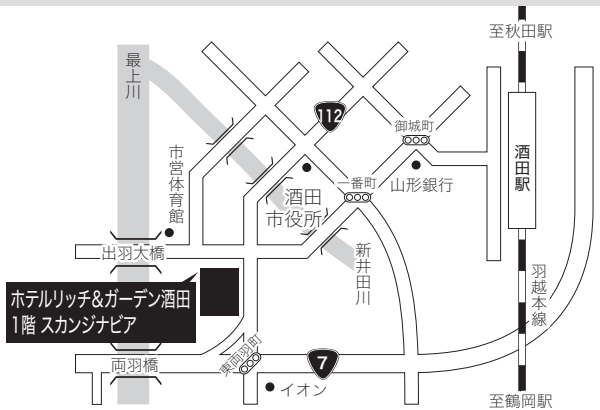 至秋田駅
最上川
112
御城町
市営体育館
酒田駅
一番町
山形銀行
酒田
市役所
出羽大橋
新井田川
羽越本線
ホテルリッチ&ガーデン酒田
1階 スカンジナビア
東両羽町
両羽橋
7
イオン
至鶴岡駅